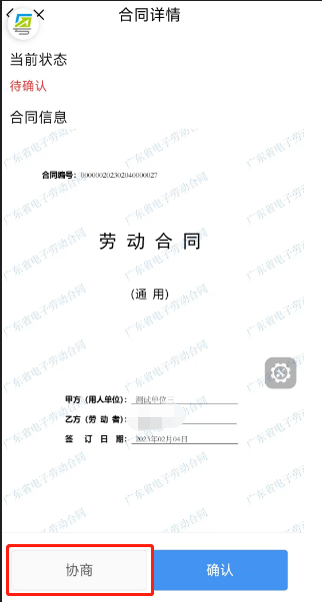 合同详情
当前状态
待确认
合同信息
合同编号: 00000020230204000027
劳 动 合 同
(通 用)
甲方 (用人单位): 测试单位三
乙方 (劳 动 者):
签 订 日 期: 2023年02月04日
广东省电子劳动合同
协商
确认